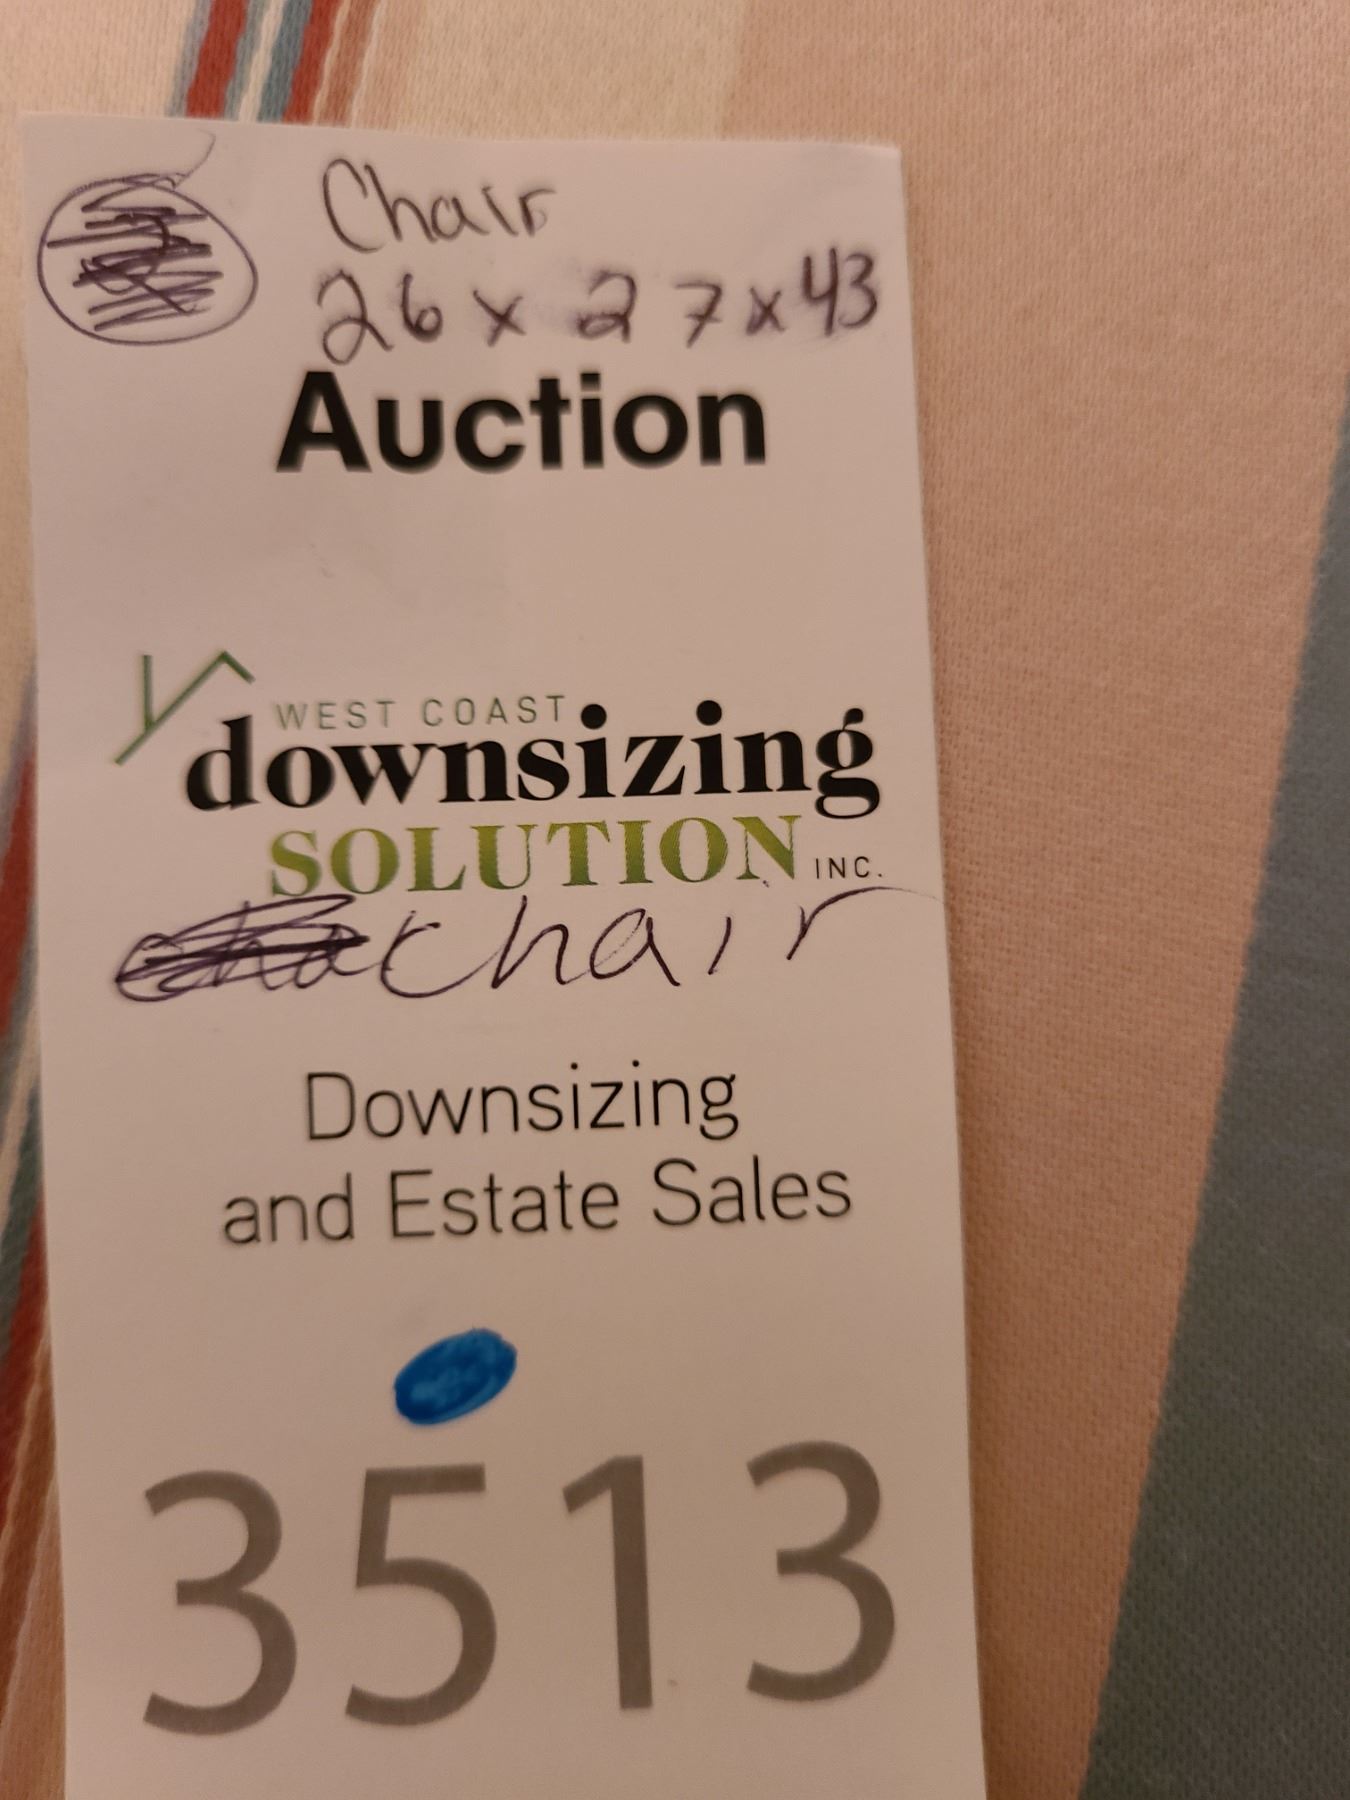 Chair
26 x 27 x 43
Auction
WEST COAST
downsizing
SOLUTION INC.
Chair
Downsizing
and Estate Sales
3513